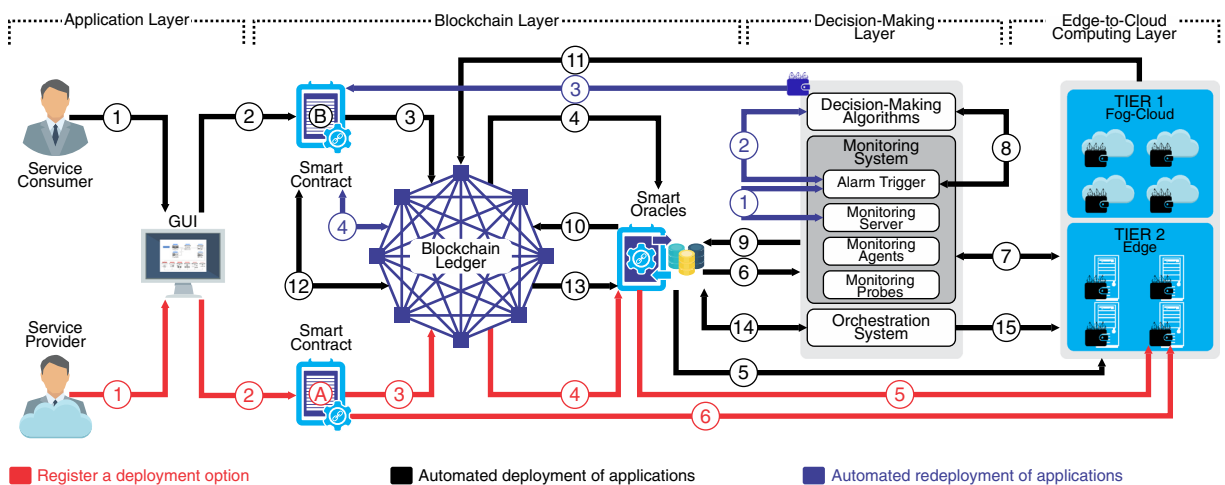 Application Layer
Blockchain Layer
Decision-Making
Layer
Edge-to-Cloud
Computing Layer
11
3
1
2
B
3
4
Decision-Making
Algorithms
TIER 1
Fog-Cloud
Service
Consumer
Smart
Contract
2
Monitoring
System
8
Alarm Trigger
GUI
4
Smart
Oracles
1
Monitoring
Server
10
Blockchain
Ledger
TIER 2
Edge
9
Monitoring
Agents
7
6
12
13
Monitoring
Probes
Service
Provider
Smart
Contract
14
Orchestration
System
15
5
1
2
A
3
4
5
6
Register a deployment option
Automated deployment of applications
Automated redeployment of applications